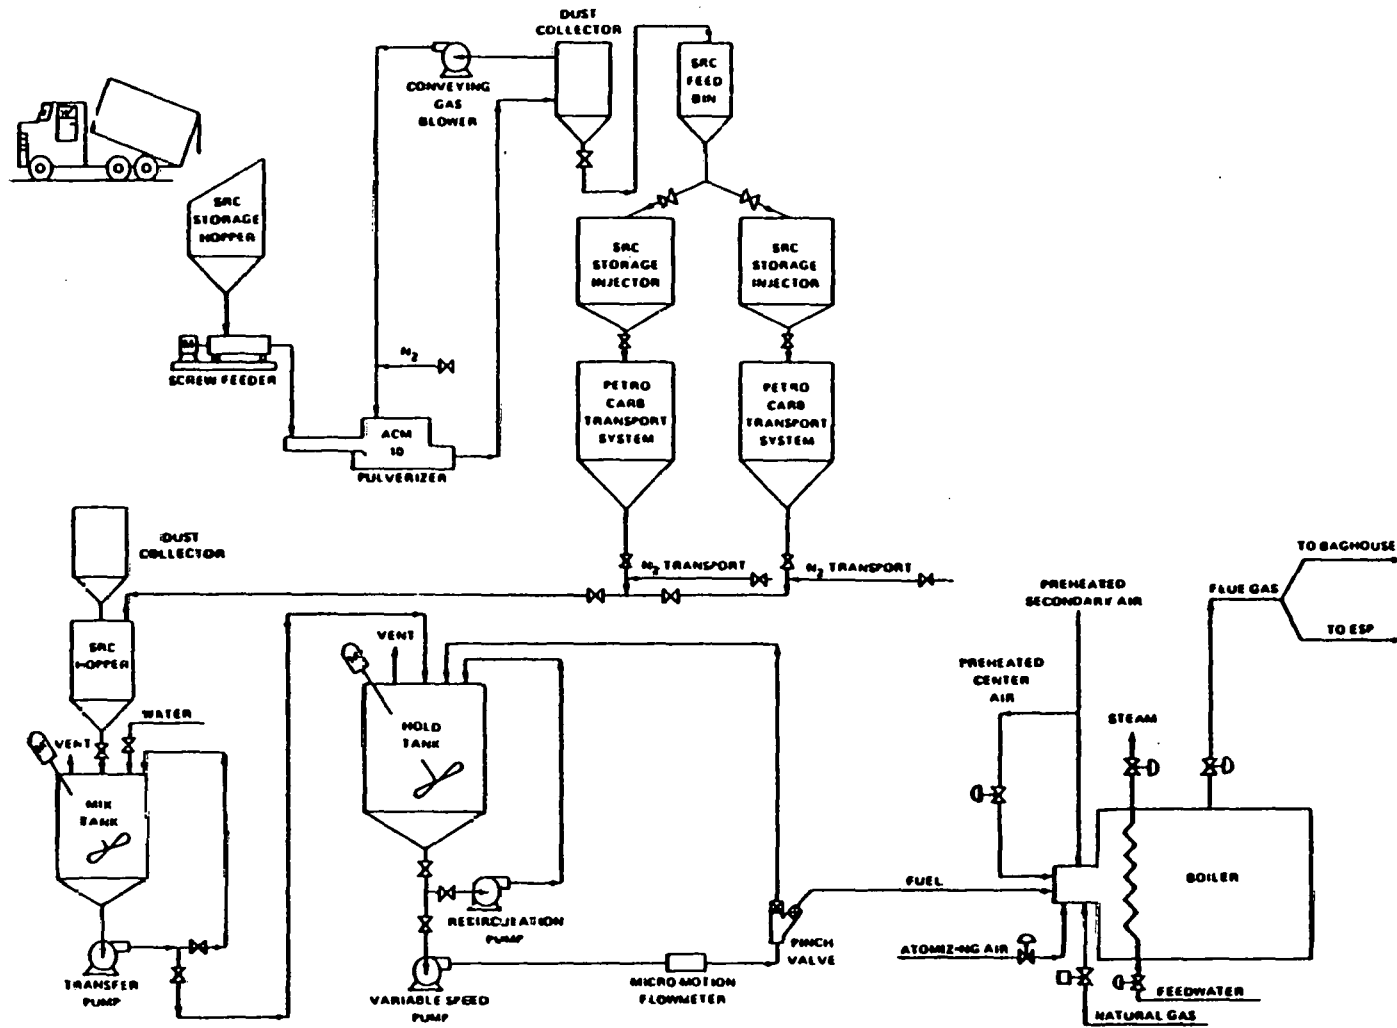 DUST
COLLECTOR
CONVEYING
GAS
BLOWER
SRC
FEED
BIN
SRC
STORAGE
HOPPER
SCREW FEEDER
N2
ACM
10
PULVERIZER
SRC
STORAGE
INJECTOR
SRC
STORAGE
INJECTOR
PETRO
CARB
TRANSPORT
SYSTEM
PETRO
CARB
TRANSPORT
SYSTEM
DUST
COLLECTOR
N2 TRANSPORT
N2 TRANSPORT
SRC
HOPPER
WATER
VENT
MIX
TANK
TRANSFER
PUMP
VENT
HOLD
TANK
RECIRCULATION
PUMP
VARIABLE SPEED
PUMP
MICRO-MOTION
FLOWMETER
PINCH
VALVE
FUEL
ATOMIZING AIR
PREHEATED
SECONDARY AIR
PREHEATED
CENTER
AIR
STEAM
FLUE GAS
TO BAGHOUSE
TO ESP
BOILER
FEEDWATER
NATURAL GAS